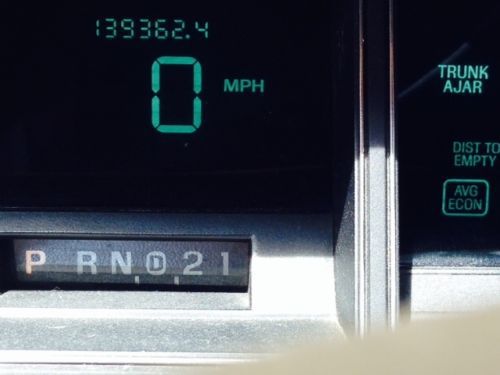 139362.4
0 MPH
TRUNK
AJAR
DIST TO
EMPTY
AVG
ECON
P R N D 2 1